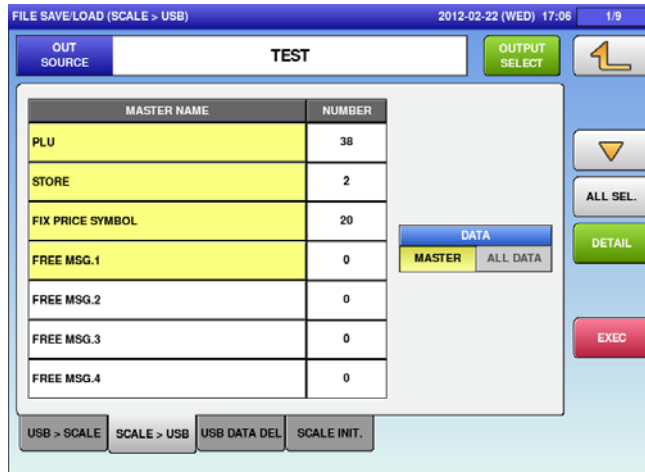 FILE SAVE/LOAD (SCALE > USB) 2012-02-22 (WED) 17:06 1/9
OUT SOURCE TEST OUTPUT SELECT
MASTER NAME NUMBER
PLU 38
STORE 2
ALL SEL.
FIX PRICE SYMBOL 20
DATA
DETAIL
FREE MSG.1 0 MASTER ALL DATA
FREE MSG.2 0
FREE MSG.3 0 EXEC
FREE MSG.4 0
USB > SCALE SCALE > USB USB DATA DEL SCALE INIT.